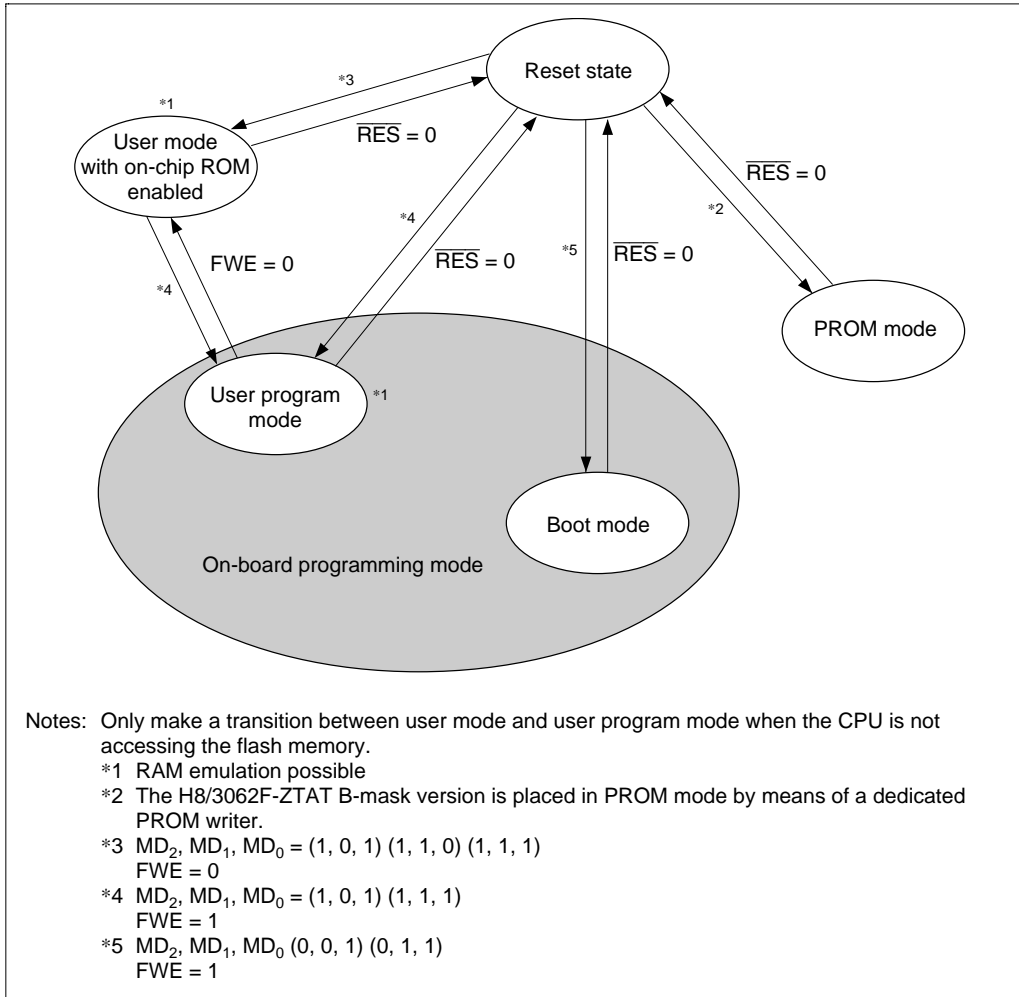 Reset state
*3
*1
User mode
with on-chip ROM
enabled
R̅E̅S̅ = 0
R̅E̅S̅ = 0
*2
*4
*5
R̅E̅S̅ = 0
R̅E̅S̅ = 0
FWE = 0
*4
PROM mode
User program
mode
*1
Boot mode
On-board programming mode
Notes: Only make a transition between user mode and user program mode when the CPU is not
accessing the flash memory.
*1 RAM emulation possible
*2 The H8/3062F-ZTAT B-mask version is placed in PROM mode by means of a dedicated
PROM writer.
*3 MD₂, MD₁, MD₀ = (1, 0, 1) (1, 1, 0) (1, 1, 1)
FWE = 0
*4 MD₂, MD₁, MD₀ = (1, 0, 1) (1, 1, 1)
FWE = 1
*5 MD₂, MD₁, MD₀ (0, 0, 1) (0, 1, 1)
FWE = 1